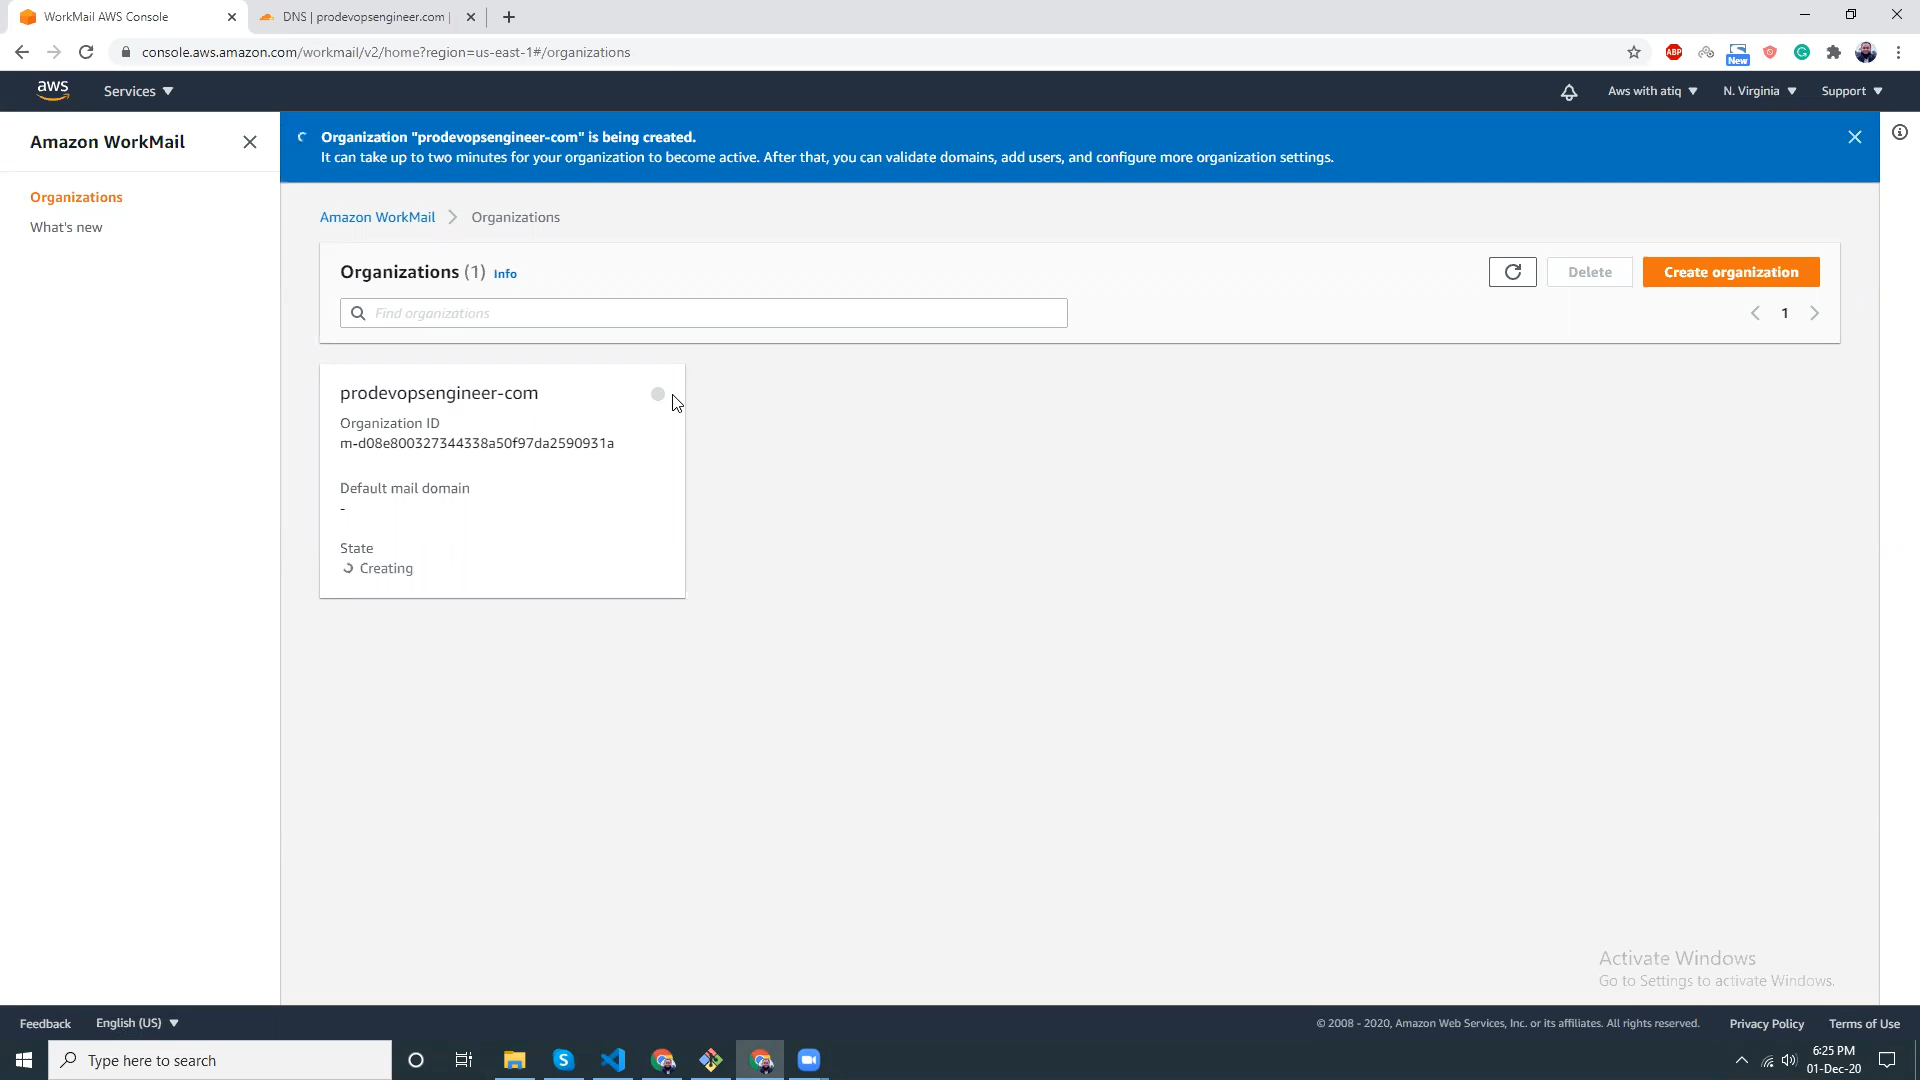 WorkMail AWS Console
DNS | prodevopsengineer.com |
console.aws.amazon.com/workmail/v2/home?region=us-east-1#/organizations
ABP
New
aws
Services
Aws with atiq
N. Virginia
Support
Amazon WorkMail
Organizations
What's new
Organization "prodevopsengineer-com" is being created.
It can take up to two minutes for your organization to become active. After that, you can validate domains, add users, and configure more organization settings.
Amazon WorkMail
Organizations
Organizations (1) Info
Delete
Create organization
Find organizations
1
prodevopsengineer-com
Organization ID
m-d08e800327344338a50f97da2590931a
Default mail domain
-
State
Creating
Activate Windows
Go to Settings to activate Windows.
Feedback
English (US)
© 2008 - 2020, Amazon Web Services, Inc. or its affiliates. All rights reserved.
Privacy Policy
Terms of Use
Type here to search
6:25 PM
01-Dec-20